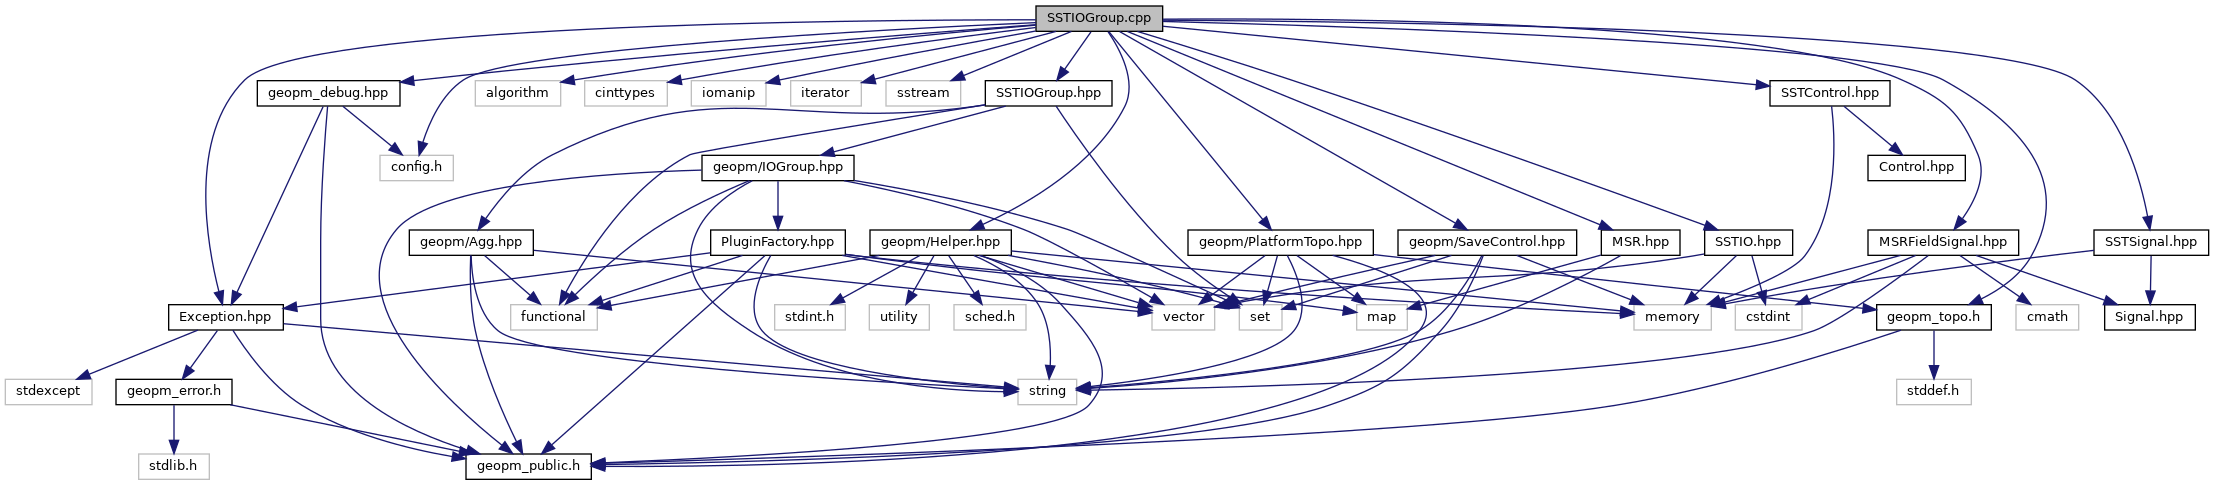 SSTIOGroup.cpp
geopm_debug.hpp
algorithm
cinttypes
iomanip
iterator
sstream
SSTIOGroup.hpp
SSTControl.hpp
config.h
geopm/IOGroup.hpp
Control.hpp
geopm/Agg.hpp
PluginFactory.hpp
geopm/Helper.hpp
geopm/PlatformTopo.hpp
geopm/SaveControl.hpp
MSR.hpp
SSTIO.hpp
MSRFieldSignal.hpp
SSTSignal.hpp
Exception.hpp
functional
stdint.h
utility
sched.h
vector
set
map
memory
cstdint
geopm_topo.h
cmath
Signal.hpp
stdexcept
geopm_error.h
string
stddef.h
stdlib.h
geopm_public.h